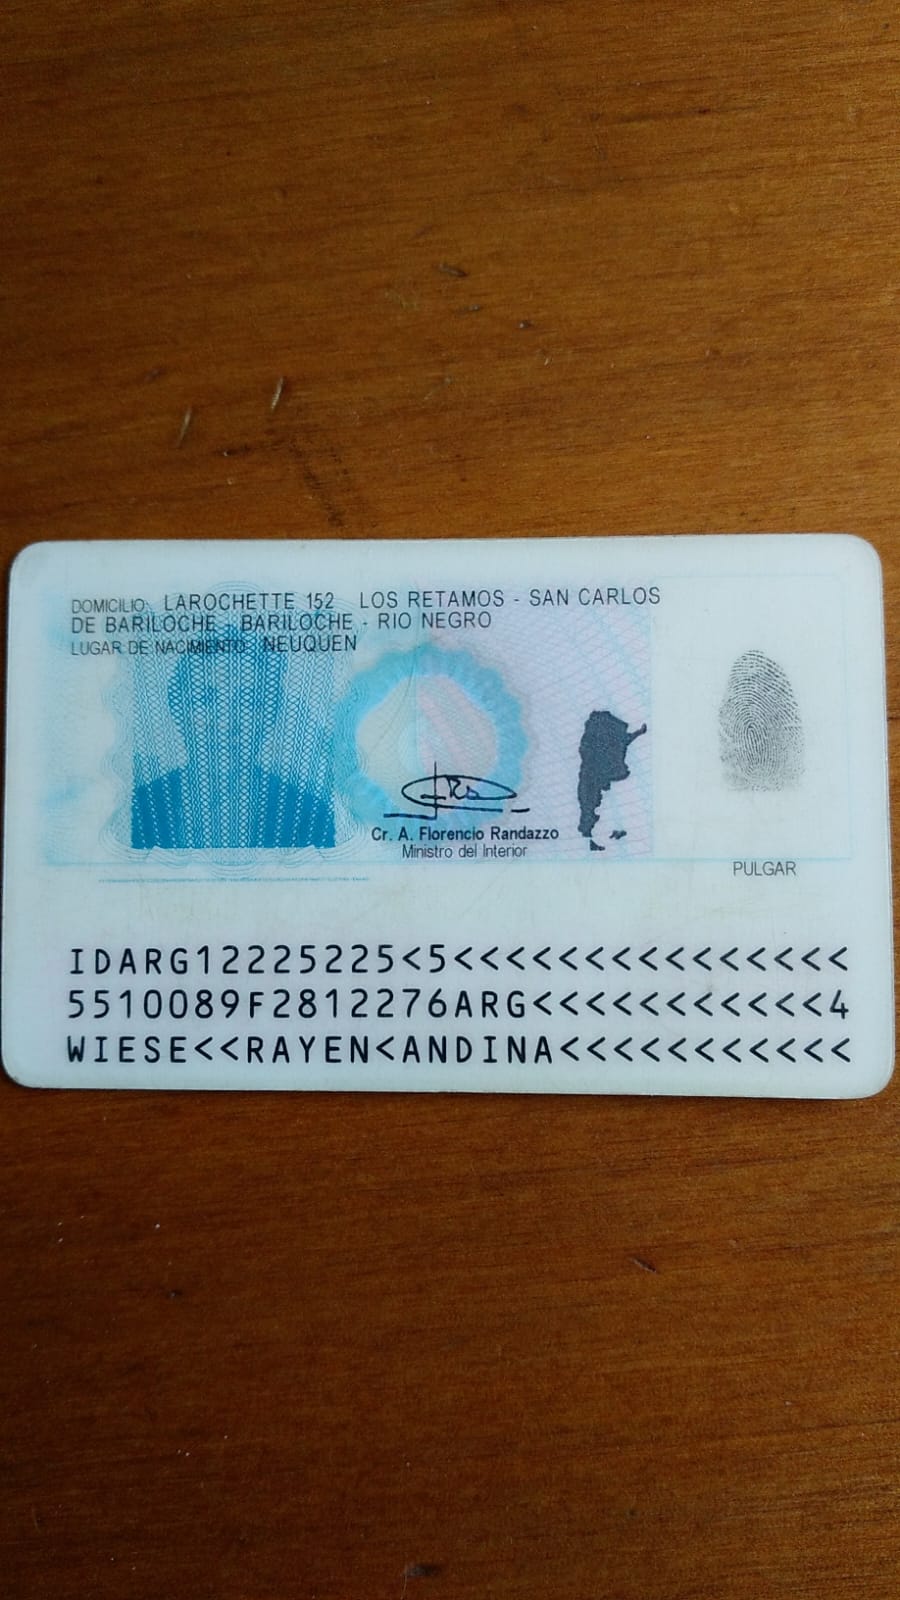 DOMICILIO: LAROCHETTE 152 LOS RETAMOS - SAN CARLOS
DE BARILOCHE - BARILOCHE - RIO NEGRO
LUGAR DE NACIMIENTO: NEUQUEN
Cr. A. Florencio Randazzo
Ministro del Interior
PULGAR
IDARG12225225<5<<<<<<<<<<<<<<<
5510089F2812276ARG<<<<<<<<<<<4
WIESE<<RAYEN<ANDINA<<<<<<<<<<<